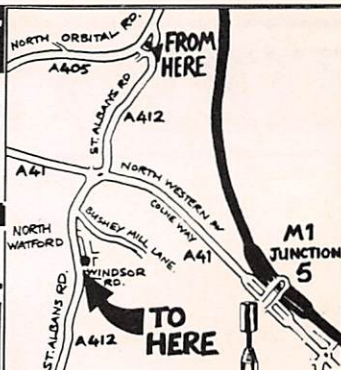 NORTH ORBITAL RD.
FROM
HERE
A405
ST. ALBANS RD
A412
A41
NORTH WESTERN AV
COLNE WAY
A41
NORTH
WATFORD
BUSHEY MILL LANE.
M1
JUNCTION
5
WINDSOR
RD.
TO
HERE
ST. ALBANS RD.
A412